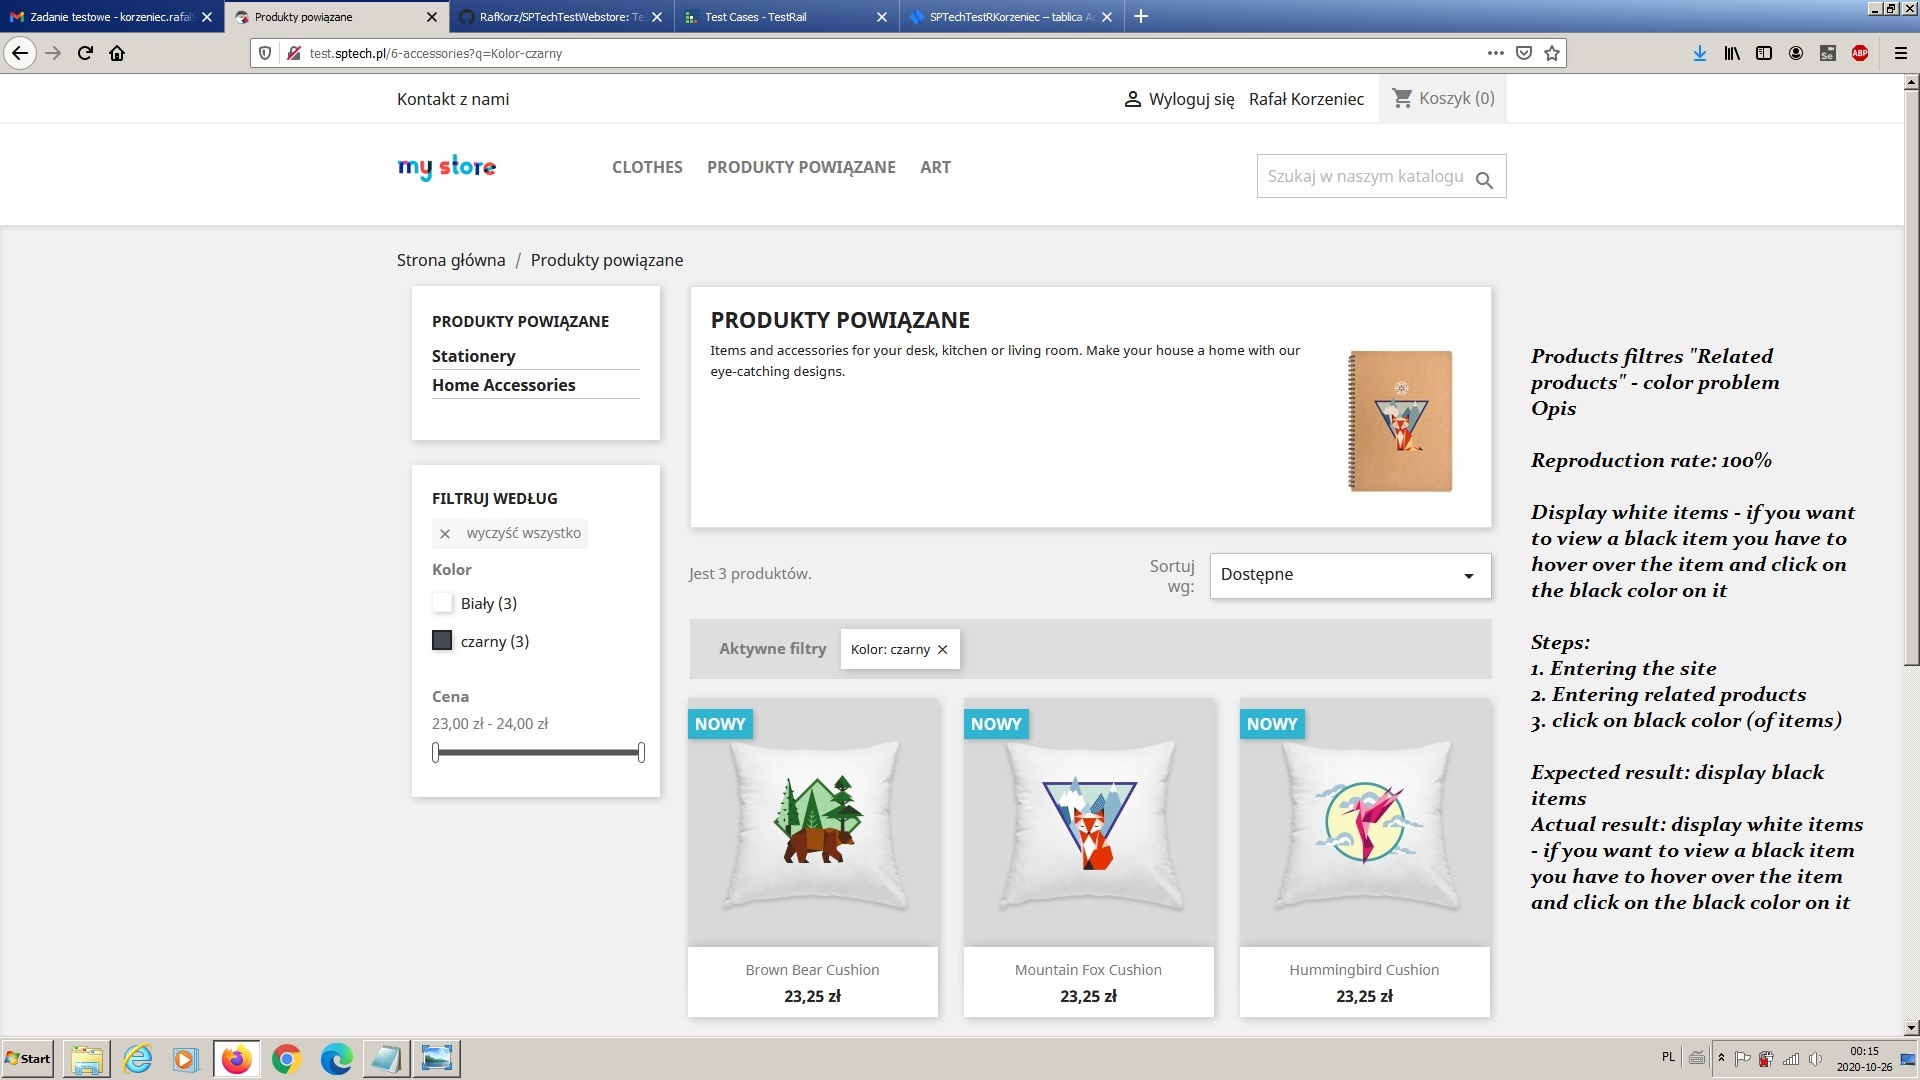 Zadanie testowe - korzeniec.rafal
Produkty powiązane
RafKorz/SPTechTestWebstore: Te
Test Cases - TestRail
SPTechTestRKorzeniec – tablica Ag
test.sptech.pl/6-accessories?q=Kolor-czarny
Se
ABP
Kontakt z nami
Wyloguj się
Rafał Korzeniec
Koszyk (0)
my store
CLOTHES
PRODUKTY POWIĄZANE
ART
Szukaj w naszym katalogu
Strona główna / Produkty powiązane
PRODUKTY POWIĄZANE
Stationery
Home Accessories
FILTRUJ WEDŁUG
wyczyść wszystko
Kolor
Biały (3)
czarny (3)
Cena
23,00 zł - 24,00 zł
PRODUKTY POWIĄZANE
Items and accessories for your desk, kitchen or living room. Make your house a home with our
eye-catching designs.
Jest 3 produktów.
Sortuj
wg:
Dostępne
Aktywne filtry
Kolor: czarny
NOWY
Brown Bear Cushion
23,25 zł
NOWY
Mountain Fox Cushion
23,25 zł
NOWY
Hummingbird Cushion
23,25 zł
Products filtres "Related
products" - color problem
Opis
Reproduction rate: 100%
Display white items - if you want
to view a black item you have to
hover over the item and click on
the black color on it
Steps:
1. Entering the site
2. Entering related products
3. click on black color (of items)
Expected result: display black
items
Actual result: display white items
- if you want to view a black item
you have to hover over the item
and click on the black color on it
Start
PL
00:15
2020-10-26